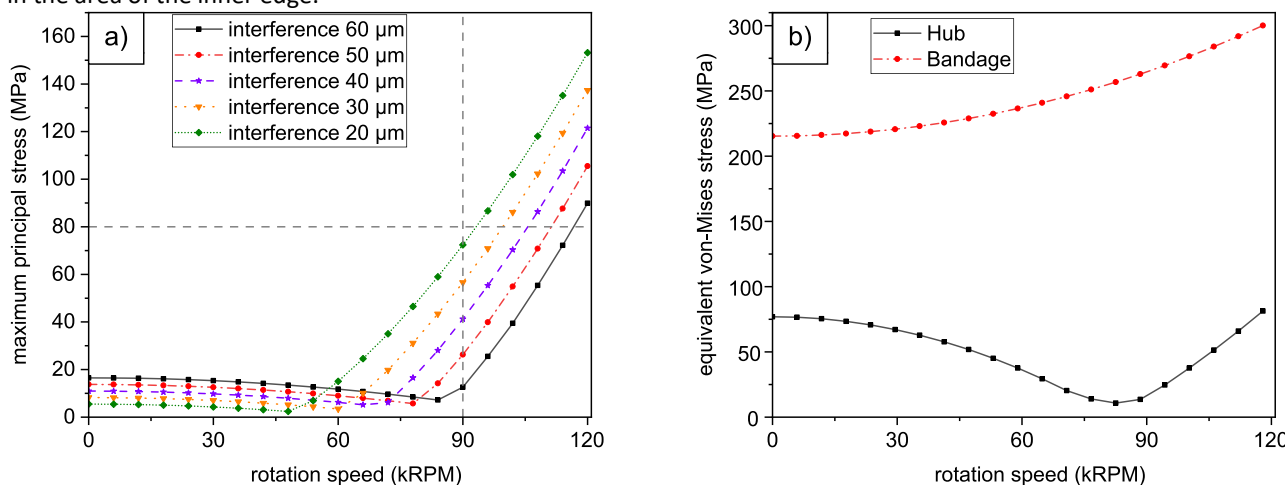 in the area of the inner edge.
a)
interference 60 µm
interference 50 µm
interference 40 µm
interference 30 µm
interference 20 µm
maximum principal stress (MPa)
160
140
120
100
80
60
40
20
0
0 30 60 90 120
rotation speed (kRPM)
b)
Hub
Bandage
equivalent von-Mises stress (MPa)
300
250
200
150
100
50
0
0 30 60 90 120
rotation speed (kRPM)